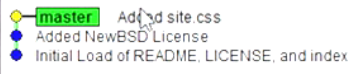 master Added site.css
Added NewBSD License
Initial Load of README, LICENSE, and index